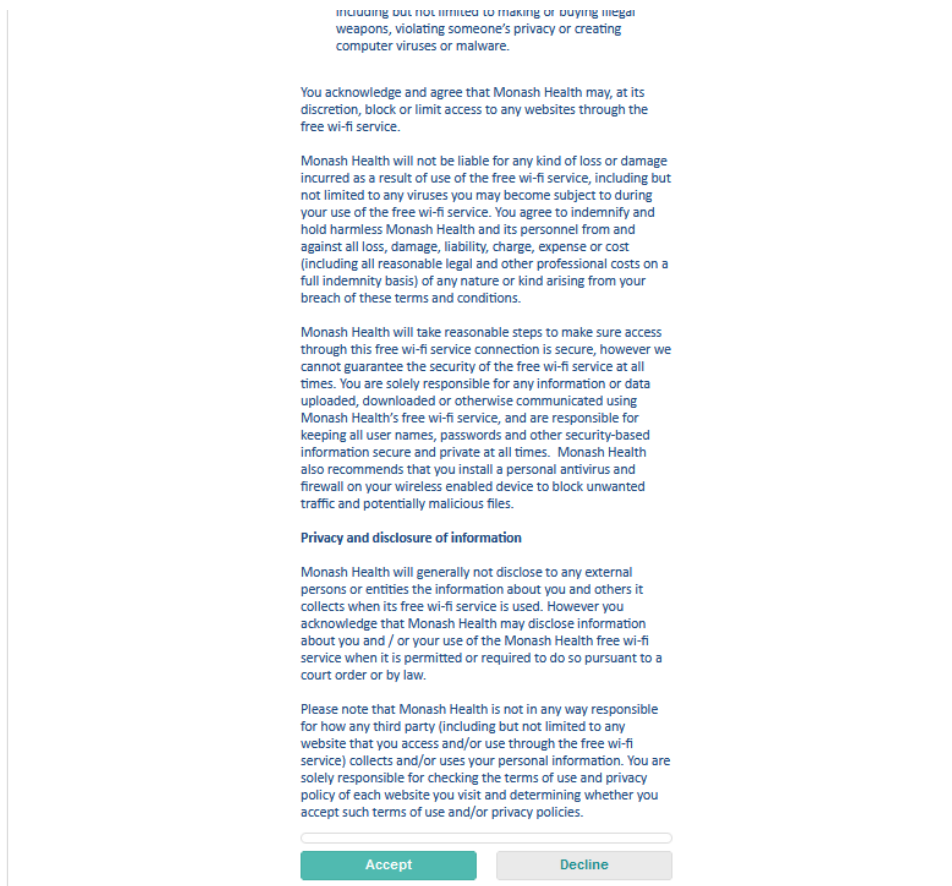 including but not limited to making or buying illegal
weapons, violating someone's privacy or creating
computer viruses or malware.
You acknowledge and agree that Monash Health may, at its
discretion, block or limit access to any websites through the
free wi-fi service.
Monash Health will not be liable for any kind of loss or damage
incurred as a result of use of the free wi-fi service, including but
not limited to any viruses you may become subject to during
your use of the free wi-fi service. You agree to indemnify and
hold harmless Monash Health and its personnel from and
against all loss, damage, liability, charge, expense or cost
(including all reasonable legal and other professional costs on a
full indemnity basis) of any nature or kind arising from your
breach of these terms and conditions.
Monash Health will take reasonable steps to make sure access
through this free wi-fi service connection is secure, however we
cannot guarantee the security of the free wi-fi service at all
times. You are solely responsible for any information or data
uploaded, downloaded or otherwise communicated using
Monash Health's free wi-fi service, and are responsible for
keeping all user names, passwords and other security-based
information secure and private at all times.  Monash Health
also recommends that you install a personal antivirus and
firewall on your wireless enabled device to block unwanted
traffic and potentially malicious files.
Privacy and disclosure of information
Monash Health will generally not disclose to any external
persons or entities the information about you and others it
collects when its free wi-fi service is used. However you
acknowledge that Monash Health may disclose information
about you and / or your use of the Monash Health free wi-fi
service when it is permitted or required to do so pursuant to a
court order or by law.
Please note that Monash Health is not in any way responsible
for how any third party (including but not limited to any
website that you access and/or use through the free wi-fi
service) collects and/or uses your personal information. You are
solely responsible for checking the terms of use and privacy
policy of each website you visit and determining whether you
accept such terms of use and/or privacy policies.
Accept Decline